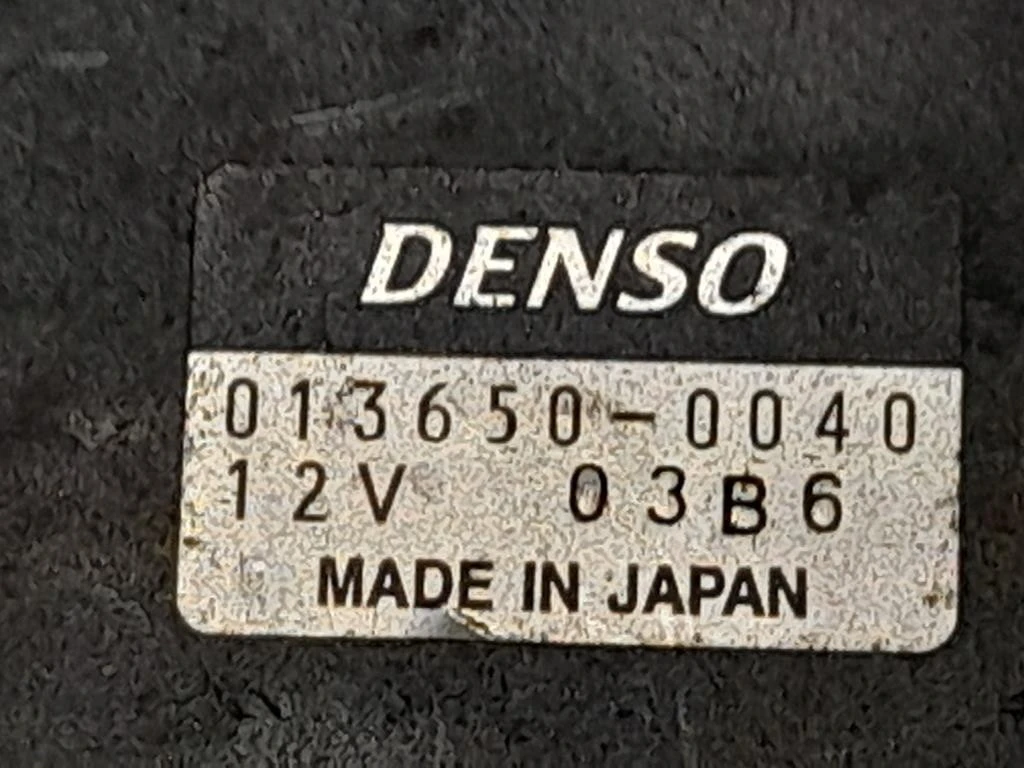 DENSO
013650-0040
12V 03B6
MADE IN JAPAN